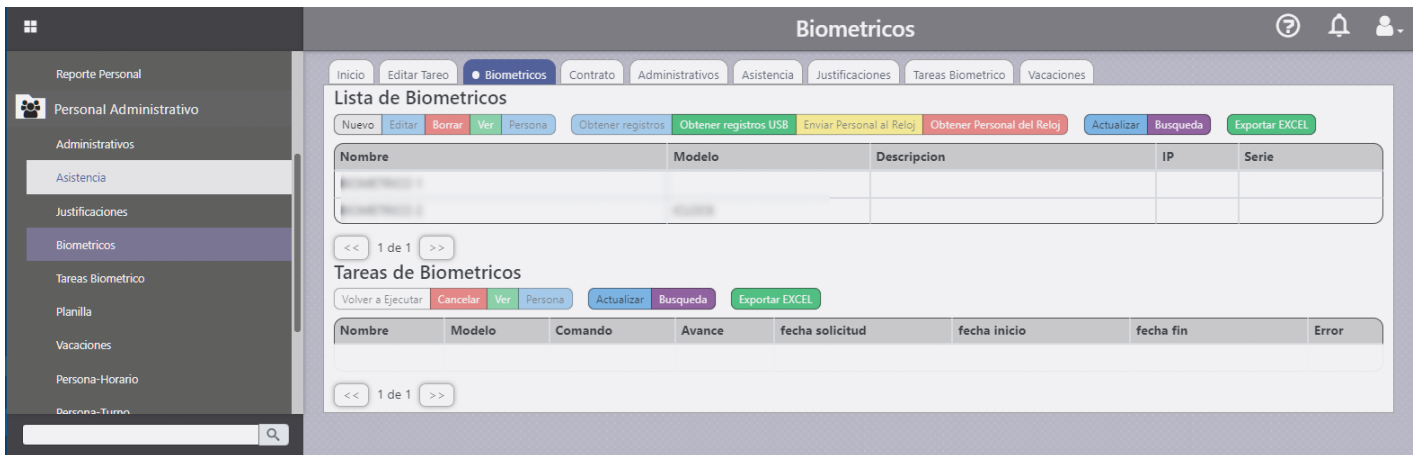 Biometricos
Reporte Personal
Personal Administrativo
Administrativos
Asistencia
Justificaciones
Biometricos
Tareas Biometrico
Planilla
Vacaciones
Persona-Horario
Persona-Turno
Inicio Editar Tareo Biometricos Contrato Administrativos Asistencia Justificaciones Tareas Biometrico Vacaciones
Lista de Biometricos
Nuevo Editar Borrar Ver Persona Obtener registros Obtener registros USB Enviar Personal al Reloj Obtener Personal del Reloj Actualizar Busqueda Exportar EXCEL
Nombre Modelo Descripcion IP Serie
<< 1 de 1 >>
Tareas de Biometricos
Volver a Ejecutar Cancelar Ver Persona Actualizar Busqueda Exportar EXCEL
Nombre Modelo Comando Avance fecha solicitud fecha inicio fecha fin Error
<< 1 de 1 >>